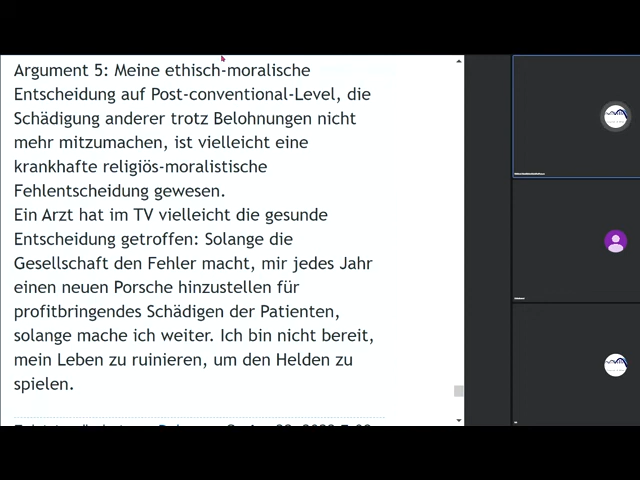 Argument 5: Meine ethisch-moralische
Entscheidung auf Post-conventional-Level, die
Schädigung anderer trotz Belohnungen nicht
mehr mitzumachen, ist vielleicht eine
krankhafte religiös-moralistische
Fehlentscheidung gewesen.
Ein Arzt hat im TV vielleicht die gesunde
Entscheidung getroffen: Solange die
Gesellschaft den Fehler macht, mir jedes Jahr
einen neuen Porsche hinzustellen für
profitbringendes Schädigen der Patienten,
solange mache ich weiter. Ich bin nicht bereit,
mein Leben zu ruinieren, um den Helden zu
spielen.